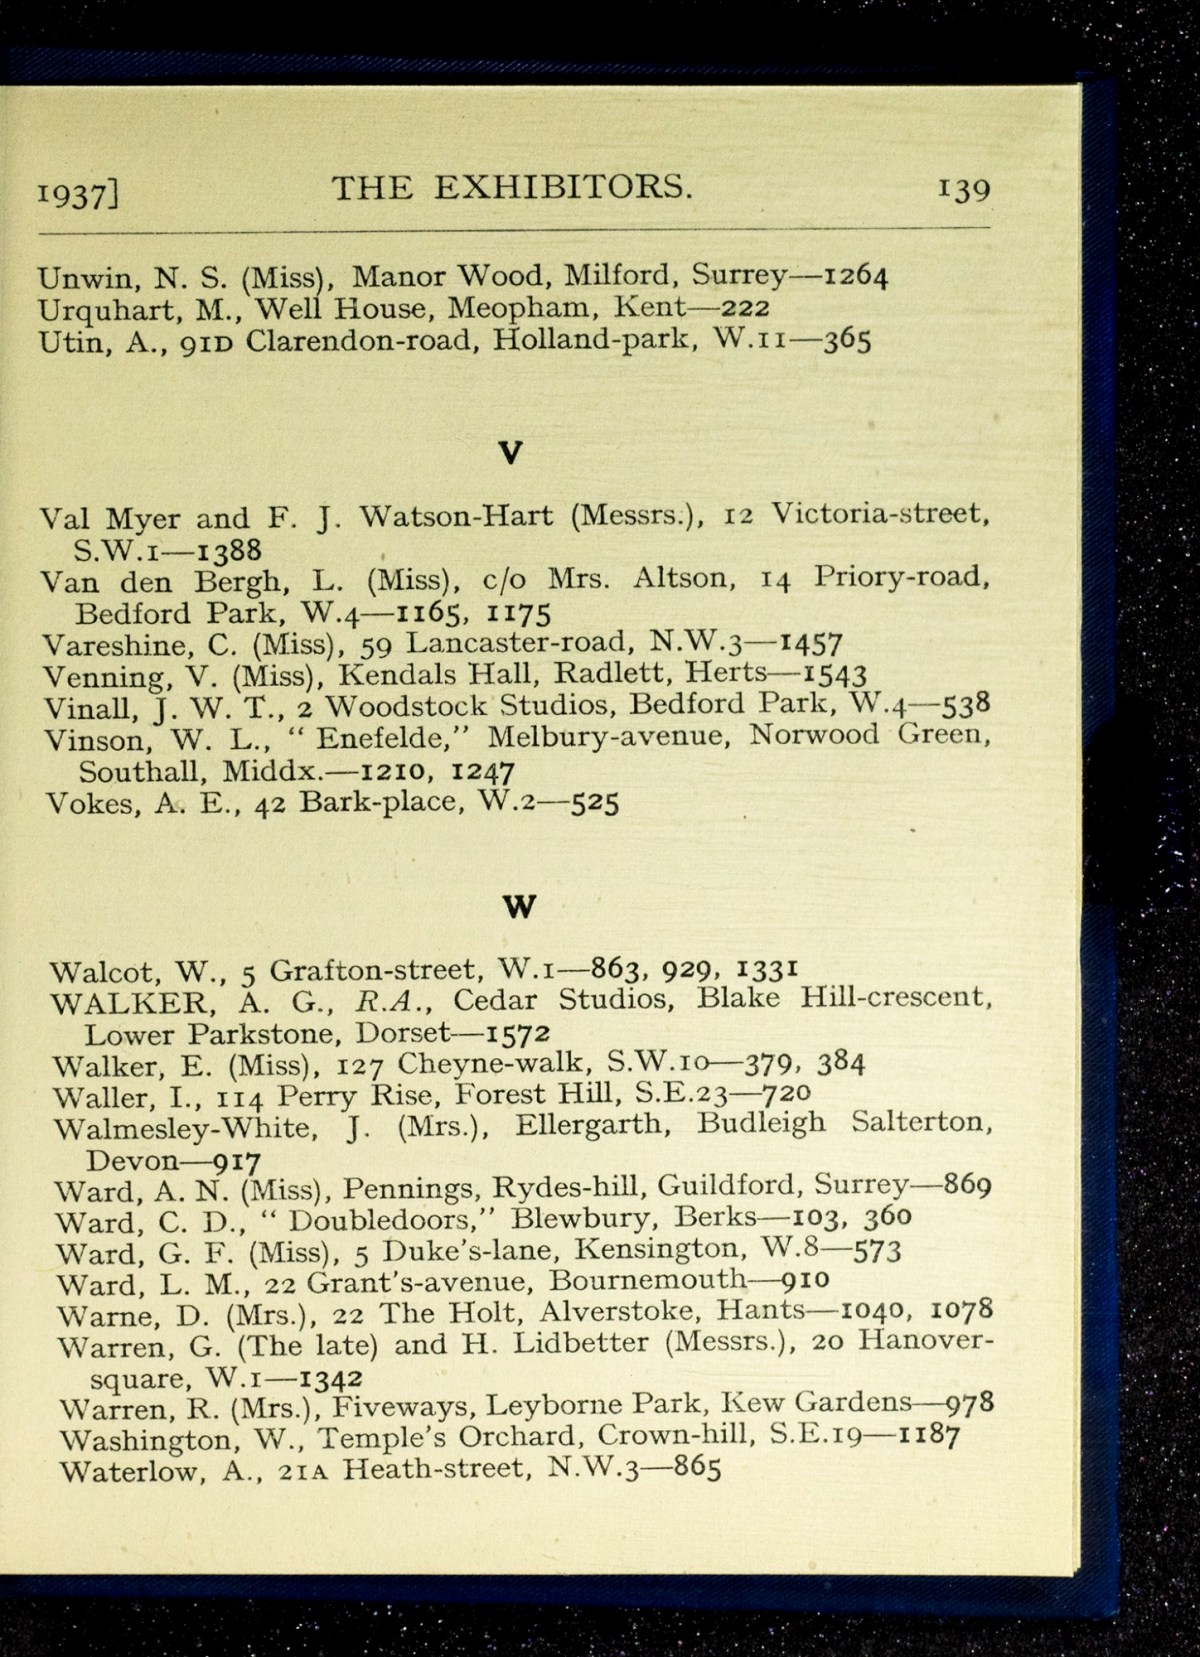 1937] THE EXHIBITORS. 139
Unwin, N. S. (Miss), Manor Wood, Milford, Surrey—1264
Urquhart, M., Well House, Meopham, Kent—222
Utin, A., 91D Clarendon-road, Holland-park, W.11—365
V
Val Myer and F. J. Watson-Hart (Messrs.), 12 Victoria-street,
S.W.1—1388
Van den Bergh, L. (Miss), c/o Mrs. Altson, 14 Priory-road,
Bedford Park, W.4—1165, 1175
Vareshine, C. (Miss), 59 Lancaster-road, N.W.3—1457
Venning, V. (Miss), Kendals Hall, Radlett, Herts—1543
Vinall, J. W. T., 2 Woodstock Studios, Bedford Park, W.4—538
Vinson, W. L., “ Enefelde,” Melbury-avenue, Norwood Green,
Southall, Middx.—1210, 1247
Vokes, A. E., 42 Bark-place, W.2—525
W
Walcot, W., 5 Grafton-street, W.1—863, 929, 1331
WALKER, A. G., R.A., Cedar Studios, Blake Hill-crescent,
Lower Parkstone, Dorset—1572
Walker, E. (Miss), 127 Cheyne-walk, S.W.10—379, 384
Waller, I., 114 Perry Rise, Forest Hill, S.E.23—720
Walmesley-White, J. (Mrs.), Ellergarth, Budleigh Salterton,
Devon—917
Ward, A. N. (Miss), Pennings, Rydes-hill, Guildford, Surrey—869
Ward, C. D., “ Doubledoors,” Blewbury, Berks—103, 360
Ward, G. F. (Miss), 5 Duke’s-lane, Kensington, W.8—573
Ward, L. M., 22 Grant’s-avenue, Bournemouth—910
Warne, D. (Mrs.), 22 The Holt, Alverstoke, Hants—1040, 1078
Warren, G. (The late) and H. Lidbetter (Messrs.), 20 Hanover-
square, W.1—1342
Warren, R. (Mrs.), Fiveways, Leyborne Park, Kew Gardens—978
Washington, W., Temple’s Orchard, Crown-hill, S.E.19—1187
Waterlow, A., 21A Heath-street, N.W.3—865